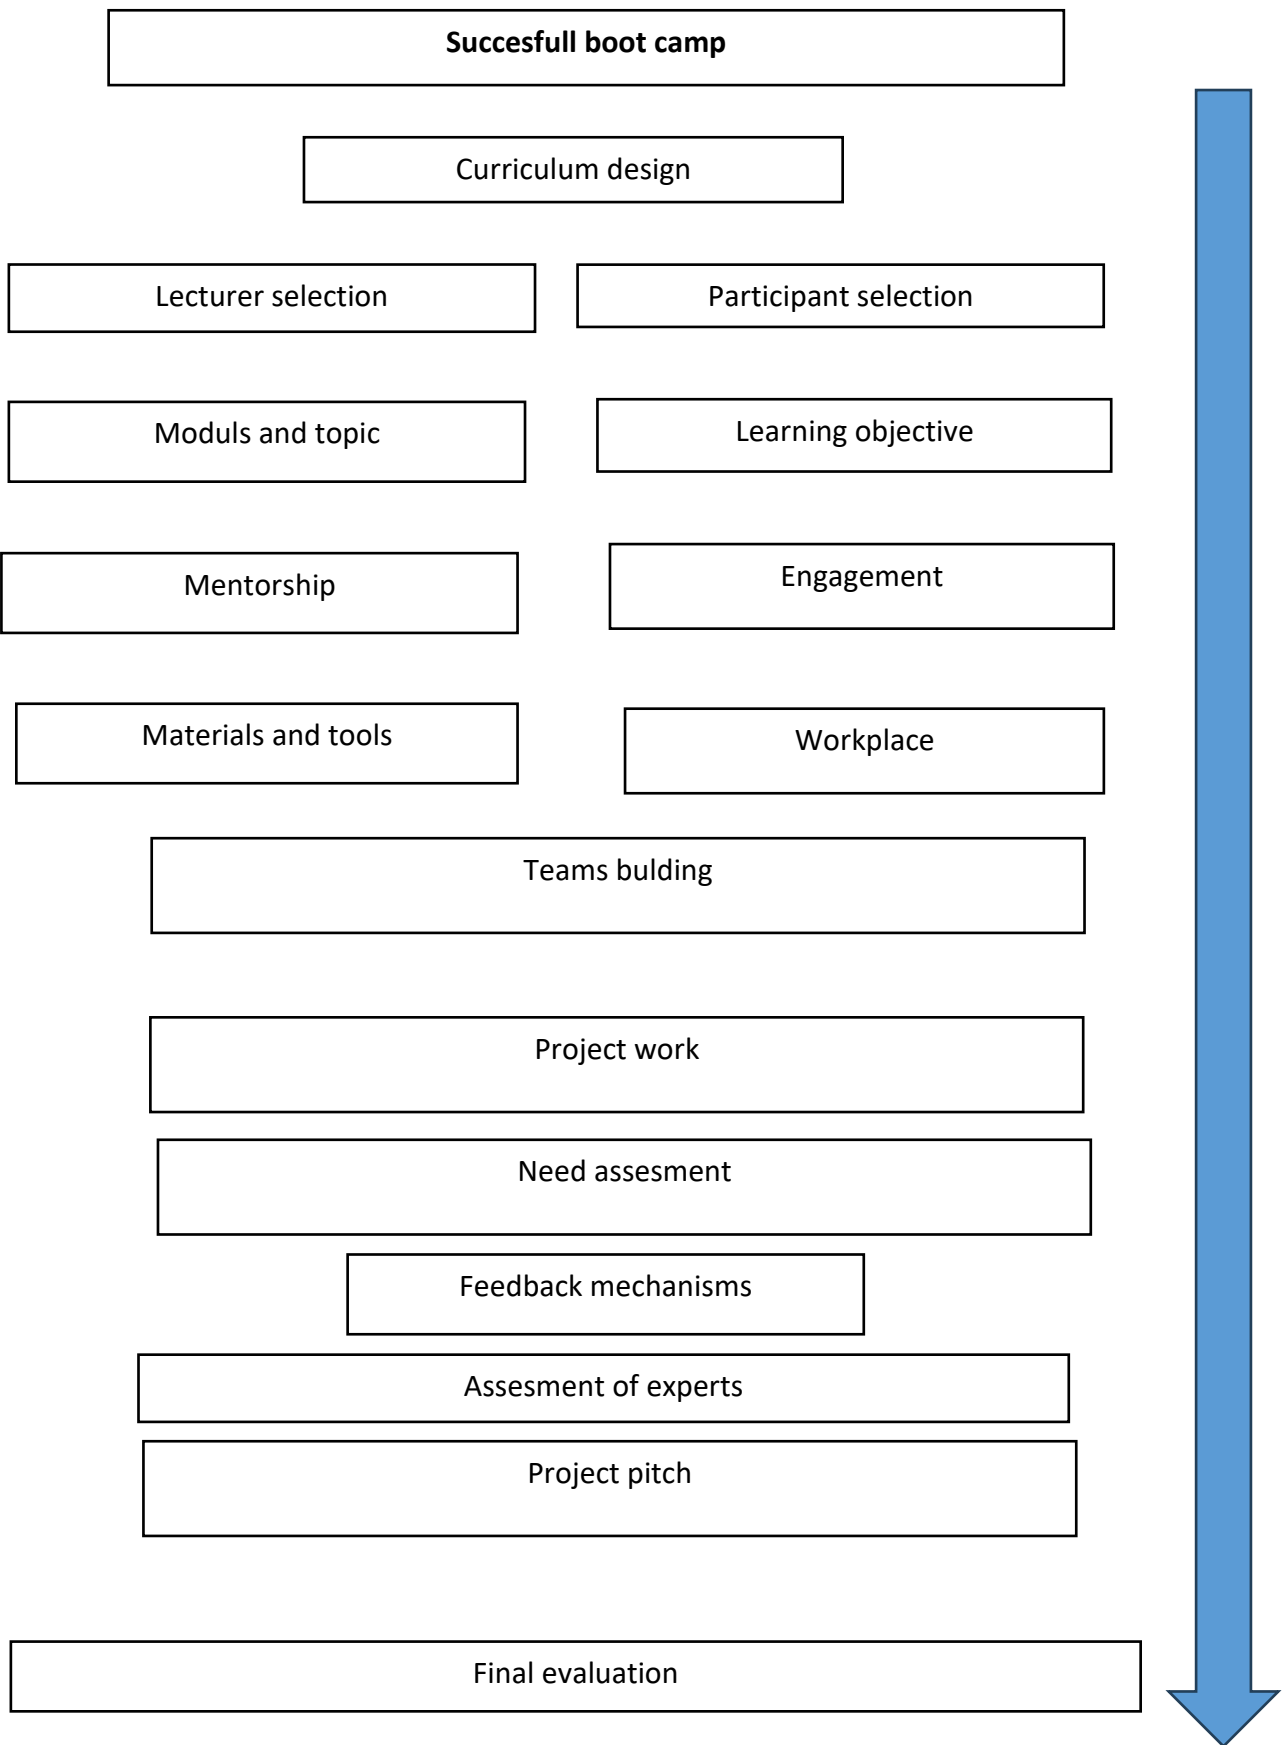 Succesfull boot camp
Curriculum design
Lecturer selection
Participant selection
Moduls and topic
Learning objective
Mentorship
Engagement
Materials and tools
Workplace
Teams bulding
Project work
Need assesment
Feedback mechanisms
Assesment of experts
Project pitch
Final evaluation